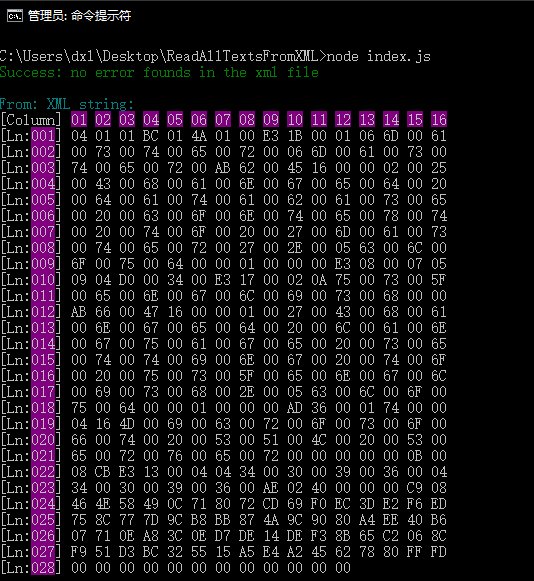 管理员: 命令提示符
C:\Users\dxl\Desktop\ReadAllTextsFromXML>node index.js
Success: no error founds in the xml file
From: XML string:
[Column] 01 02 03 04 05 06 07 08 09 10 11 12 13 14 15 16
[Ln:001] 04 01 01 BC 01 4A 01 00 E3 1B 00 01 06 6D 00 61
[Ln:002] 00 73 00 74 00 65 00 72 00 06 6D 00 61 00 73 00
[Ln:003] 74 00 65 00 72 00 AB 62 00 45 16 00 00 02 00 25
[Ln:004] 00 43 00 68 00 61 00 6E 00 67 00 65 00 64 00 20
[Ln:005] 00 64 00 61 00 74 00 61 00 62 00 61 00 73 00 65
[Ln:006] 00 20 00 63 00 6F 00 6E 00 74 00 65 00 78 00 74
[Ln:007] 00 20 00 74 00 6F 00 20 00 27 00 6D 00 61 00 73
[Ln:008] 00 74 00 65 00 72 00 27 00 2E 00 05 63 00 6C 00
[Ln:009] 6F 00 75 00 64 00 00 01 00 00 00 E3 08 00 07 05
[Ln:010] 09 04 D0 00 34 00 E3 17 00 02 0A 75 00 73 00 5F
[Ln:011] 00 65 00 6E 00 67 00 6C 00 69 00 73 00 68 00 00
[Ln:012] AB 66 00 47 16 00 00 01 00 27 00 43 00 68 00 61
[Ln:013] 00 6E 00 67 00 65 00 64 00 20 00 6C 00 61 00 6E
[Ln:014] 00 67 00 75 00 61 00 67 00 65 00 20 00 73 00 65
[Ln:015] 00 74 00 74 00 69 00 6E 00 67 00 20 00 74 00 6F
[Ln:016] 00 20 00 75 00 73 00 5F 00 65 00 6E 00 67 00 6C
[Ln:017] 00 69 00 73 00 68 00 2E 00 05 63 00 6C 00 6F 00
[Ln:018] 75 00 64 00 00 01 00 00 00 AD 36 00 01 74 00 00
[Ln:019] 04 16 4D 00 69 00 63 00 72 00 6F 00 73 00 6F 00
[Ln:020] 66 00 74 00 20 00 53 00 51 00 4C 00 20 00 53 00
[Ln:021] 65 00 72 00 76 00 65 00 72 00 00 00 00 00 0B 00
[Ln:022] 08 CB E3 13 00 04 04 34 00 30 00 39 00 36 00 04
[Ln:023] 34 00 30 00 39 00 36 00 AE 02 40 00 00 00 C9 08
[Ln:024] 46 4E 58 49 0C 71 80 72 CD 69 F0 EC 3D E2 F6 ED
[Ln:025] 75 8C 77 7D 9C B8 BB 87 4A 9C 90 80 A4 EE 40 B6
[Ln:026] 07 71 0E A8 3C 0E D7 DE 14 DE F3 8B 65 C2 06 8C
[Ln:027] F9 51 D3 BC 32 55 15 A5 E4 A2 45 62 78 80 FF FD
[Ln:028] 00 00 00 00 00 00 00 00 00 00 00 00